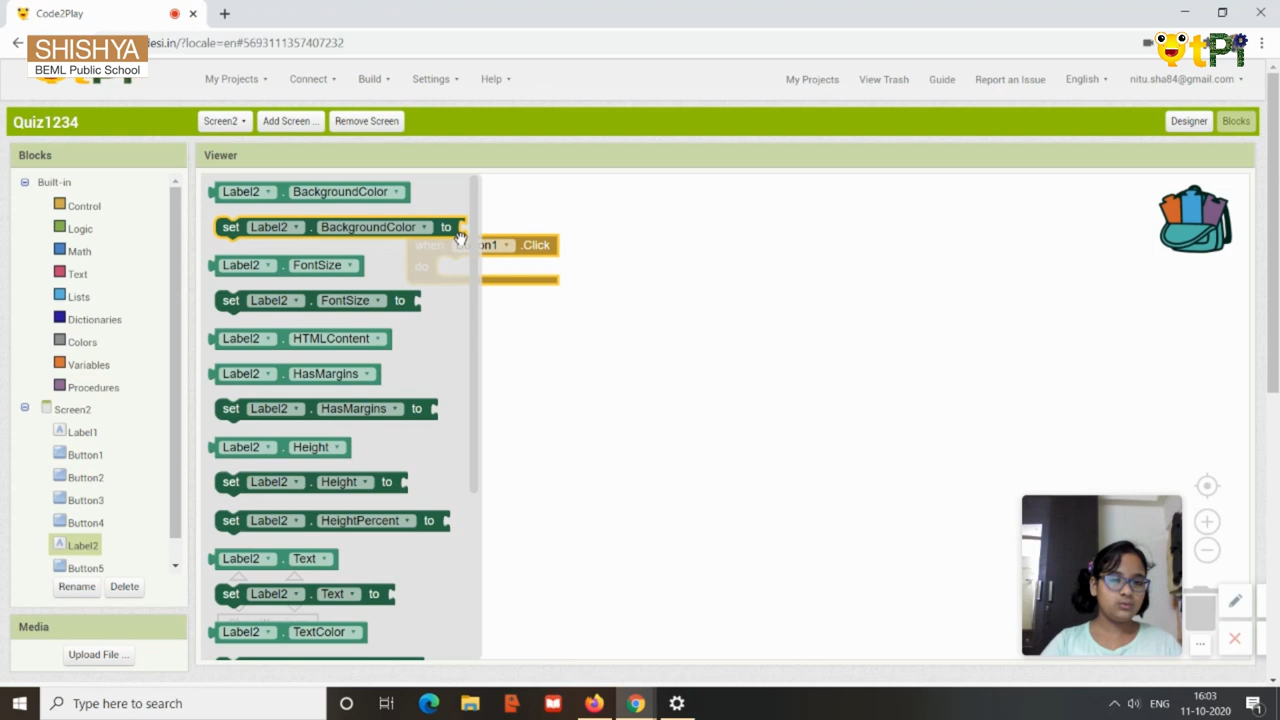 Code2Play
SHISHYA
BEML Public School
esi.in/?locale=en#5693111357407232
QtPi
My Projects
Connect
Build
Settings
Help
My Projects
View Trash
Guide
Report an Issue
English
nitu.sha84@gmail.com
Quiz1234
Screen2
Add Screen ...
Remove Screen
Designer
Blocks
Blocks
Viewer
Built-in
Control
Logic
Math
Text
Lists
Dictionaries
Colors
Variables
Procedures
Screen2
Label1
Button1
Button2
Button3
Button4
Label2
Button5
Rename
Delete
Media
Upload File ...
Label2 . BackgroundColor
set Label2 . BackgroundColor to
when Button1 .Click
do
Label2 . FontSize
set Label2 . FontSize to
Label2 . HTMLContent
Label2 . HasMargins
set Label2 . HasMargins to
Label2 . Height
set Label2 . Height to
set Label2 . HeightPercent to
Label2 . Text
set Label2 . Text to
Label2 . TextColor
Type here to search
ENG
16:03
11-10-2020